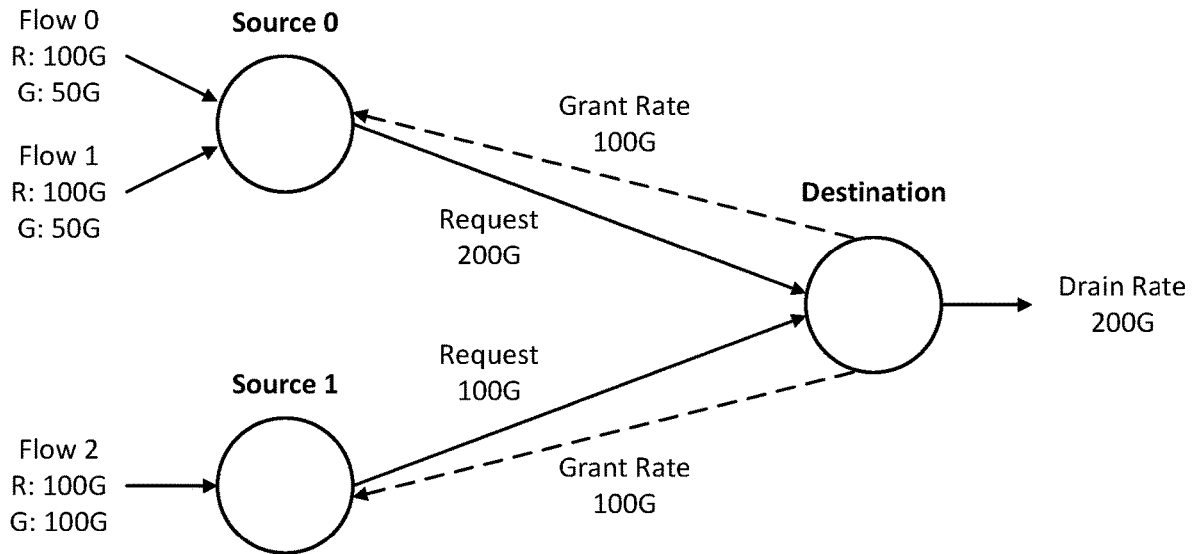 Flow 0
R: 100G
G: 50G
Source 0
Flow 1
R: 100G
G: 50G
Grant Rate
100G
Request
200G
Destination
Drain Rate
200G
Request
100G
Source 1
Flow 2
R: 100G
G: 100G
Grant Rate
100G